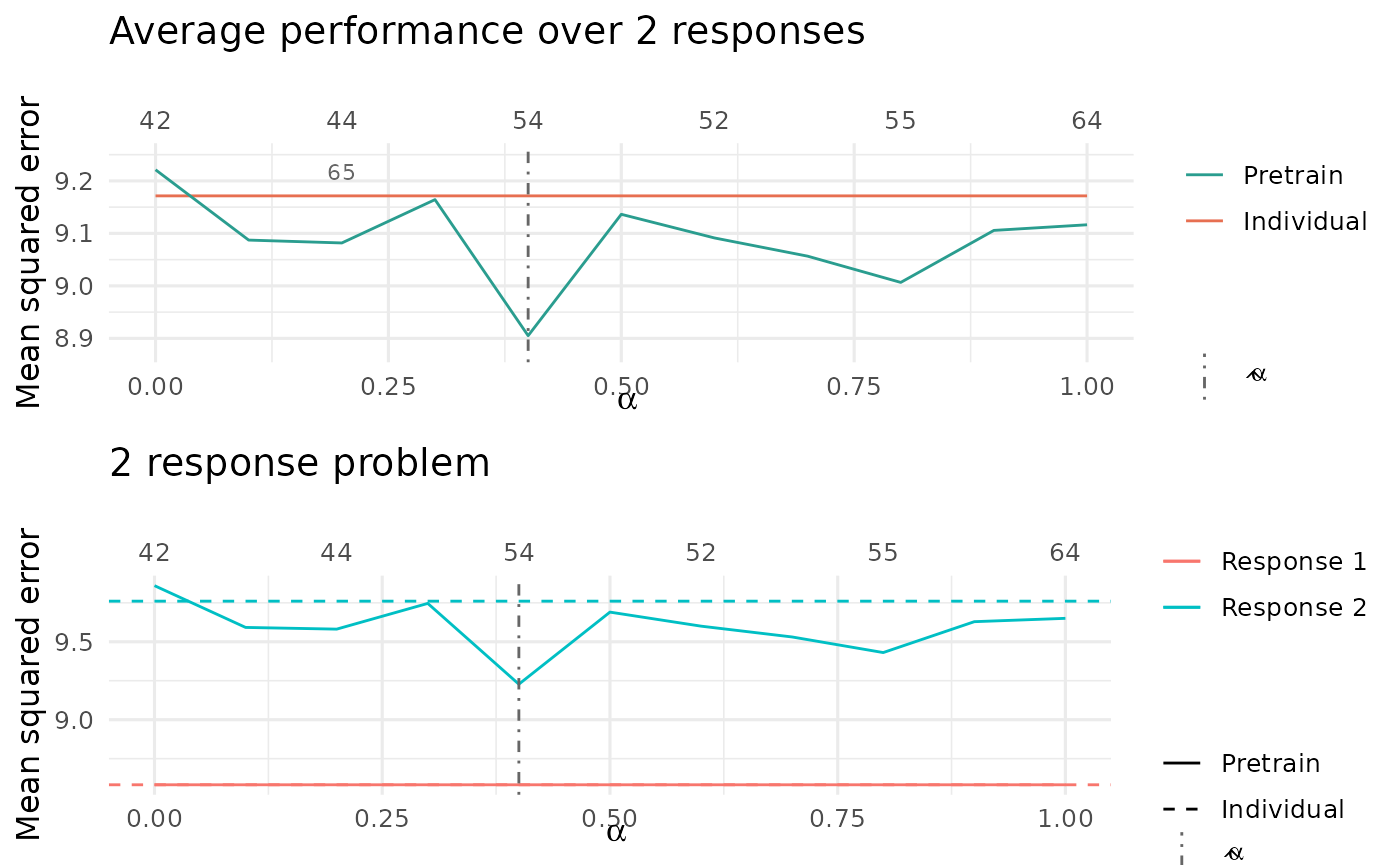 Average performance over 2 responses
Mean squared error
42 44 54 52 55 64
65
9.2
9.1
9.0
8.9
0.00 0.25 0.50 0.75 1.00
α
Pretrain
Individual
α̂
2 response problem
Mean squared error
42 44 54 52 55 64
9.5
9.0
0.00 0.25 0.50 0.75 1.00
α
Response 1
Response 2
Pretrain
Individual
α̂